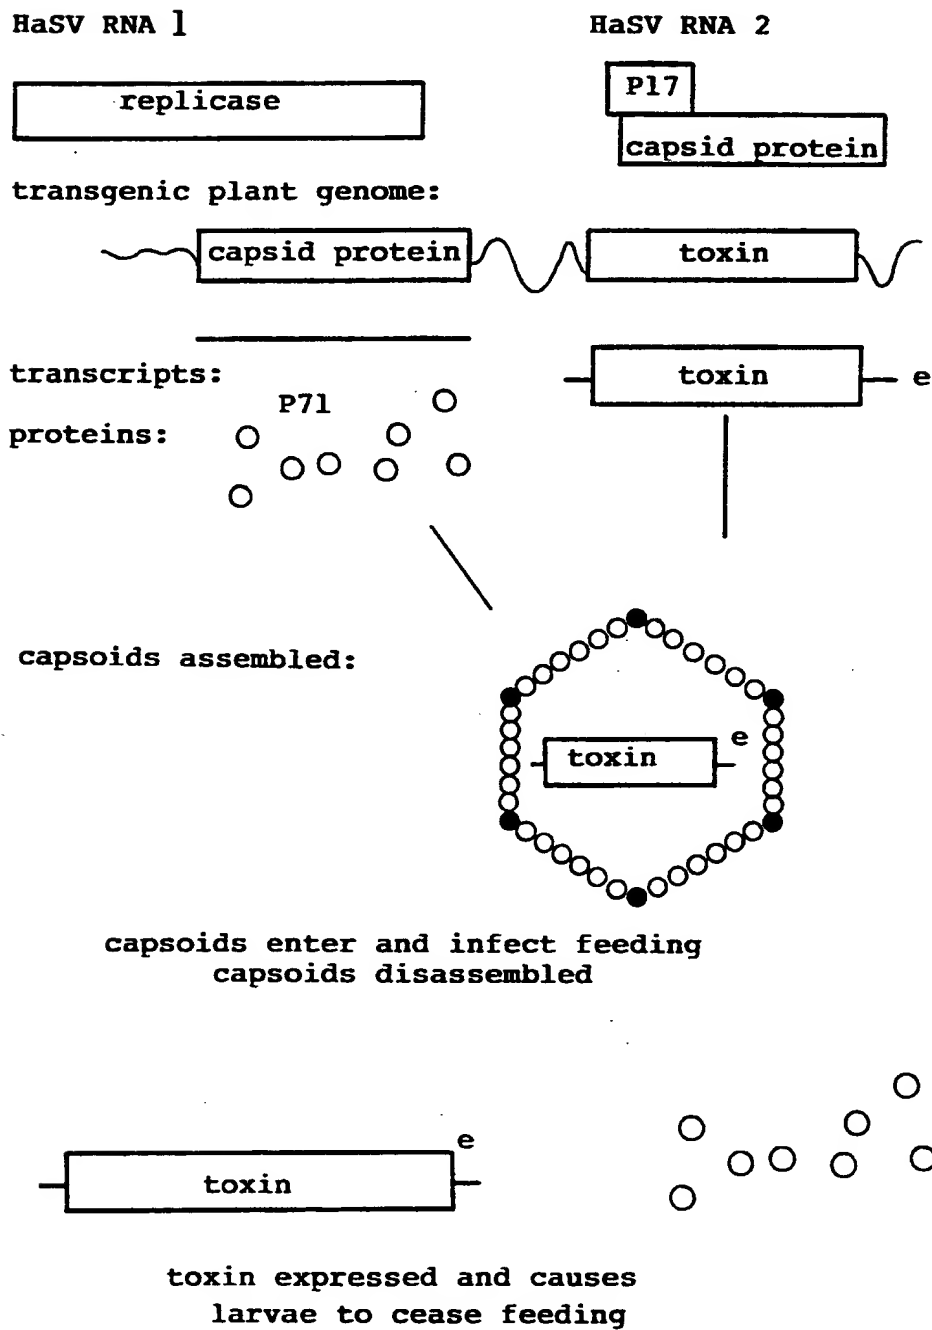 HaSV RNA 1
HaSV RNA 2
replicase
P17
capsid protein
transgenic plant genome:
capsid protein
toxin
transcripts:
toxin
e
P71
proteins:
capsoids assembled:
e
toxin
capsoids enter and infect feeding
capsoids disassembled
e
toxin
toxin expressed and causes
larvae to cease feeding